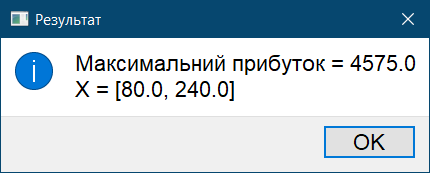 Результат
Максимальний прибуток = 4575.0
X = [80.0, 240.0]
OK